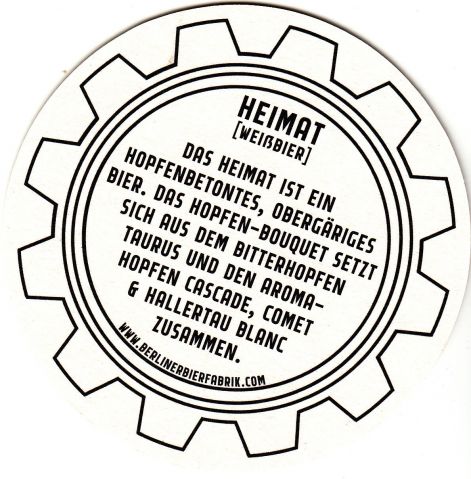 HEIMAT
[WEIßBIER]
DAS HEIMAT IST EIN
HOPFENBETONTES, OBERGÄRIGES
BIER. DAS HOPFEN-BOUQUET SETZT
SICH AUS DEM BITTERHOPFEN
TAURUS UND DEN AROMA-
HOPFEN CASCADE, COMET
& HALLERTAU BLANC
ZUSAMMEN.
WWW.BERLINERBIERFABRIK.COM